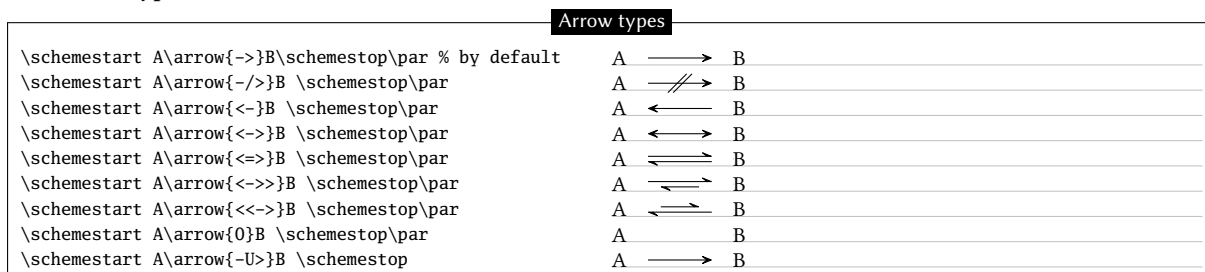 Arrow types
\schemestart A\arrow{->}B\schemestop\par % by default A B
\schemestart A\arrow{-/>}B \schemestop\par A B
\schemestart A\arrow{<-}B \schemestop\par A B
\schemestart A\arrow{<->}B \schemestop\par A B
\schemestart A\arrow{<=>}B \schemestop\par A B
\schemestart A\arrow{<->>}B \schemestop\par A B
\schemestart A\arrow{<<->}B \schemestop\par A B
\schemestart A\arrow{0}B \schemestop\par A B
\schemestart A\arrow{-U>}B \schemestop A B